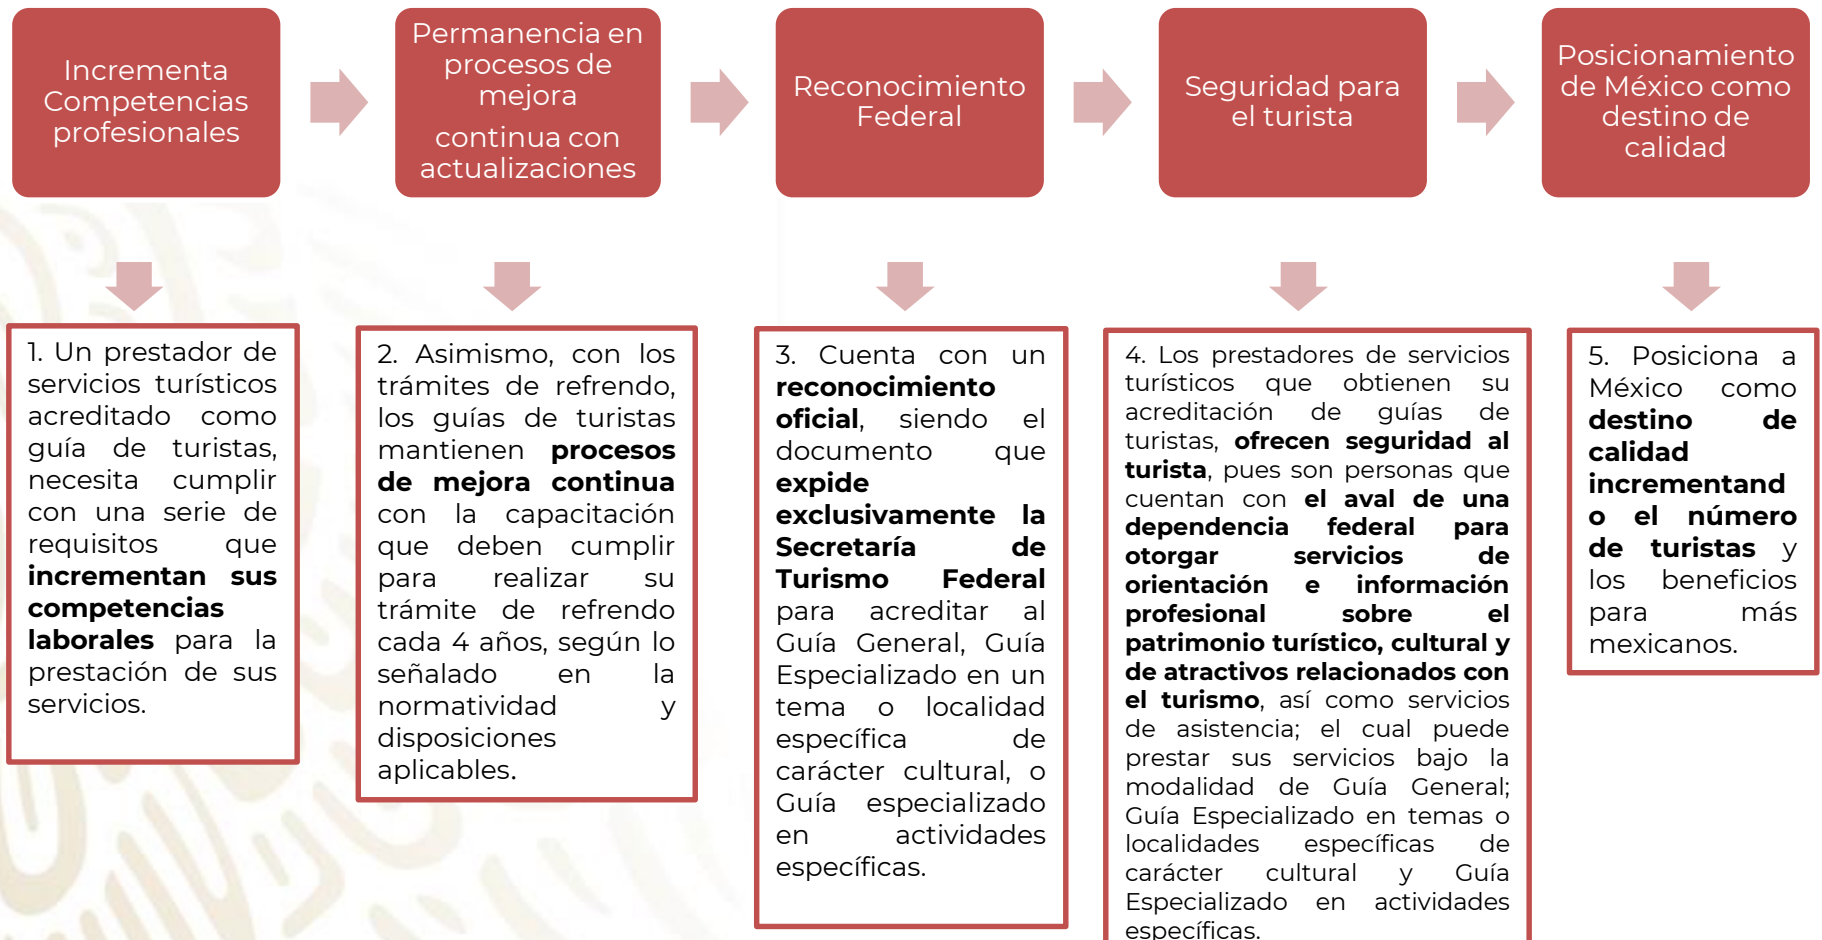 Incrementa
Competencias
profesionales
Permanencia en
procesos de
mejora
continua con
actualizaciones
Reconocimiento
Federal
Seguridad para
el turista
Posicionamiento
de México como
destino de
calidad
1. Un prestador de
servicios turísticos
acreditado como
guía de turistas,
necesita cumplir
con una serie de
requisitos que
incrementan sus
competencias
laborales para la
prestación de sus
servicios.
2. Asimismo, con los
trámites de refrendo,
los guías de turistas
mantienen procesos
de mejora continua
con la capacitación
que deben cumplir
para realizar su
trámite de refrendo
cada 4 años, según lo
señalado en la
normatividad y
disposiciones
aplicables.
3. Cuenta con un
reconocimiento
oficial, siendo el
documento que
expide
exclusivamente la
Secretaría de
Turismo Federal
para acreditar al
Guía General, Guía
Especializado en un
tema o localidad
específica de
carácter cultural, o
Guía especializado
en actividades
específicas.
4. Los prestadores de servicios
turísticos que obtienen su
acreditación de guías de
turistas, ofrecen seguridad al
turista, pues son personas que
cuentan con el aval de una
dependencia federal para
otorgar servicios de
orientación e información
profesional sobre el
patrimonio turístico, cultural y
de atractivos relacionados con
el turismo, así como servicios
de asistencia; el cual puede
prestar sus servicios bajo la
modalidad de Guía General;
Guía Especializado en temas o
localidades específicas de
carácter cultural y Guía
Especializado en actividades
específicas.
5. Posiciona a
México como
destino de
calidad
incrementand
o el número
de turistas y
los beneficios
para más
mexicanos.